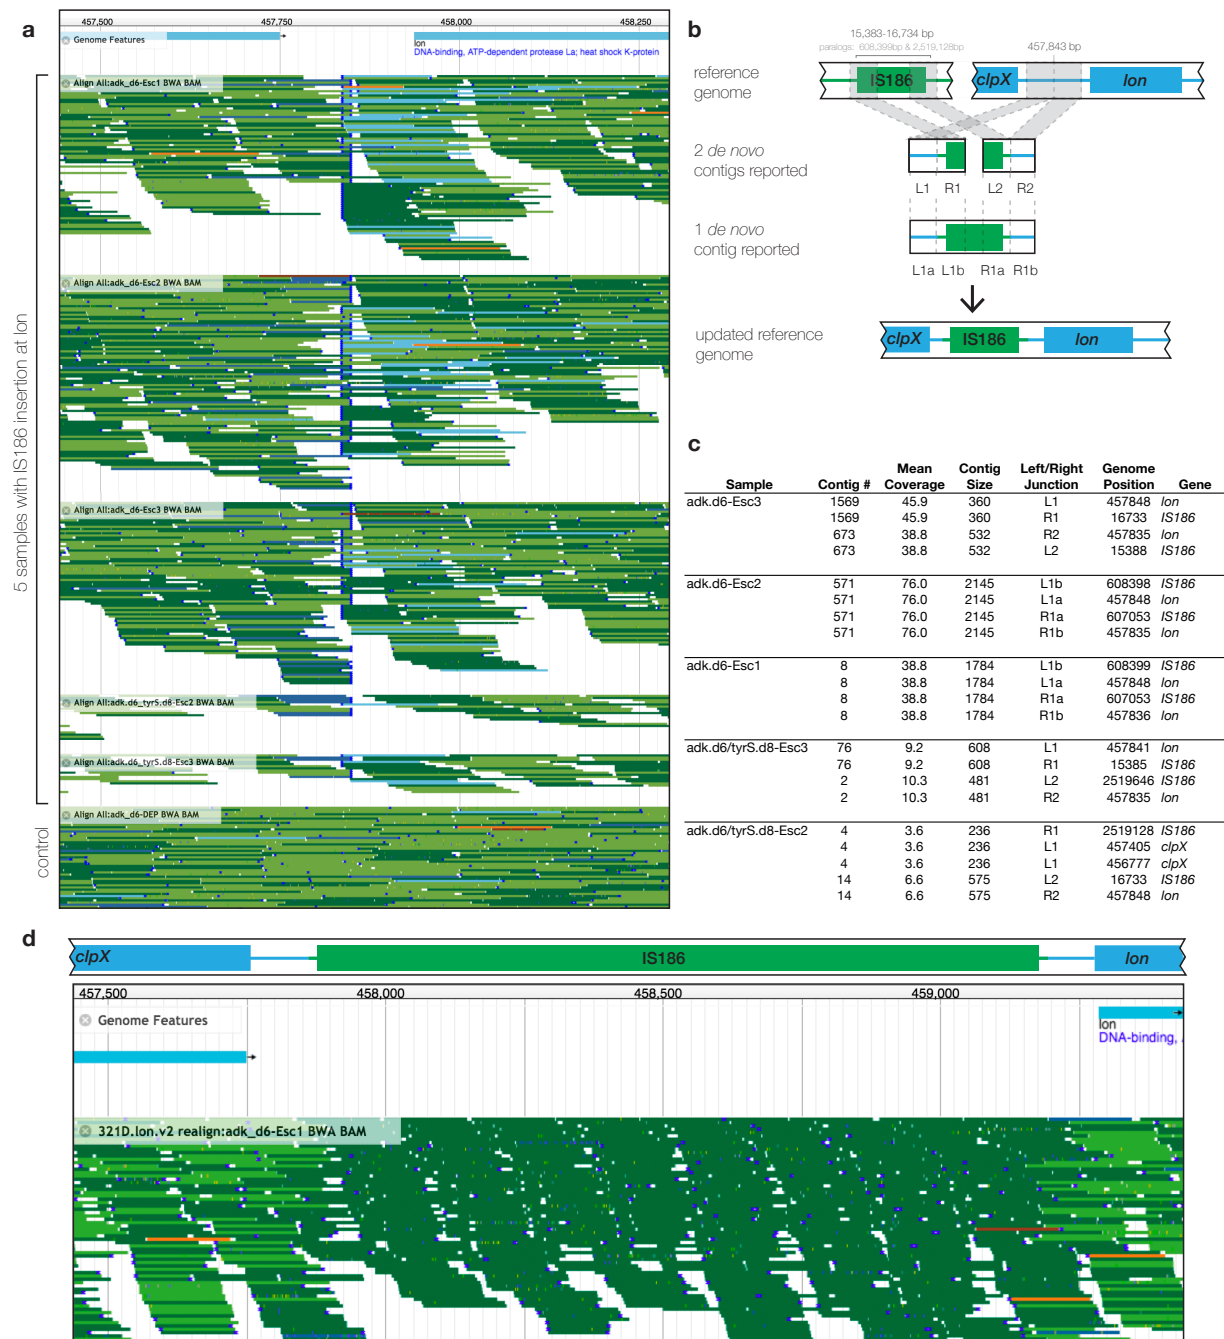 a
457,500 457,750 458,000 458,250
Genome Features
lon
DNA-binding, ATP-dependent protease La; heat shock K-protein
5 samples with IS186 insertion at lon
Align All:adk_d6-Esc1 BWA BAM
Align All:adk_d6-Esc2 BWA BAM
Align All:adk_d6-Esc3 BWA BAM
Align All:adk.d6_tyrS.d8-Esc2 BWA BAM
Align All:adk.d6_tyrS.d8-Esc3 BWA BAM
control
Align All:adk_d6-DEP BWA BAM
b
15,383-16,734 bp
paralogs: 608,399bp & 2,519,128bp
457,843 bp
reference
genome
IS186 clpX lon
2 de novo
contigs reported
L1 R1 L2 R2
1 de novo
contig reported
L1a L1b R1a R1b
updated reference
genome
clpX IS186 lon
c
Mean Contig Left/Right Genome
Sample Contig # Coverage Size Junction Position Gene
adk.d6-Esc3 1569 45.9 360 L1 457848 lon
1569 45.9 360 R1 16733 IS186
673 38.8 532 R2 457835 lon
673 38.8 532 L2 15388 IS186
adk.d6-Esc2 571 76.0 2145 L1b 608398 IS186
571 76.0 2145 L1a 457848 lon
571 76.0 2145 R1a 607053 IS186
571 76.0 2145 R1b 457835 lon
adk.d6-Esc1 8 38.8 1784 L1b 608399 IS186
8 38.8 1784 L1a 457848 lon
8 38.8 1784 R1a 607053 IS186
8 38.8 1784 R1b 457836 lon
adk.d6/tyrS.d8-Esc3 76 9.2 608 L1 457841 lon
76 9.2 608 R1 15385 IS186
2 10.3 481 L2 2519646 IS186
2 10.3 481 R2 457835 lon
adk.d6/tyrS.d8-Esc2 4 3.6 236 R1 2519128 IS186
4 3.6 236 L1 457405 clpX
4 3.6 236 L1 456777 clpX
14 6.6 575 L2 16733 IS186
14 6.6 575 R2 457848 lon
d
clpX IS186 lon
457,500 458,000 458,500 459,000
Genome Features
lon
DNA-binding,
321D.lon.v2 realign:adk_d6-Esc1 BWA BAM